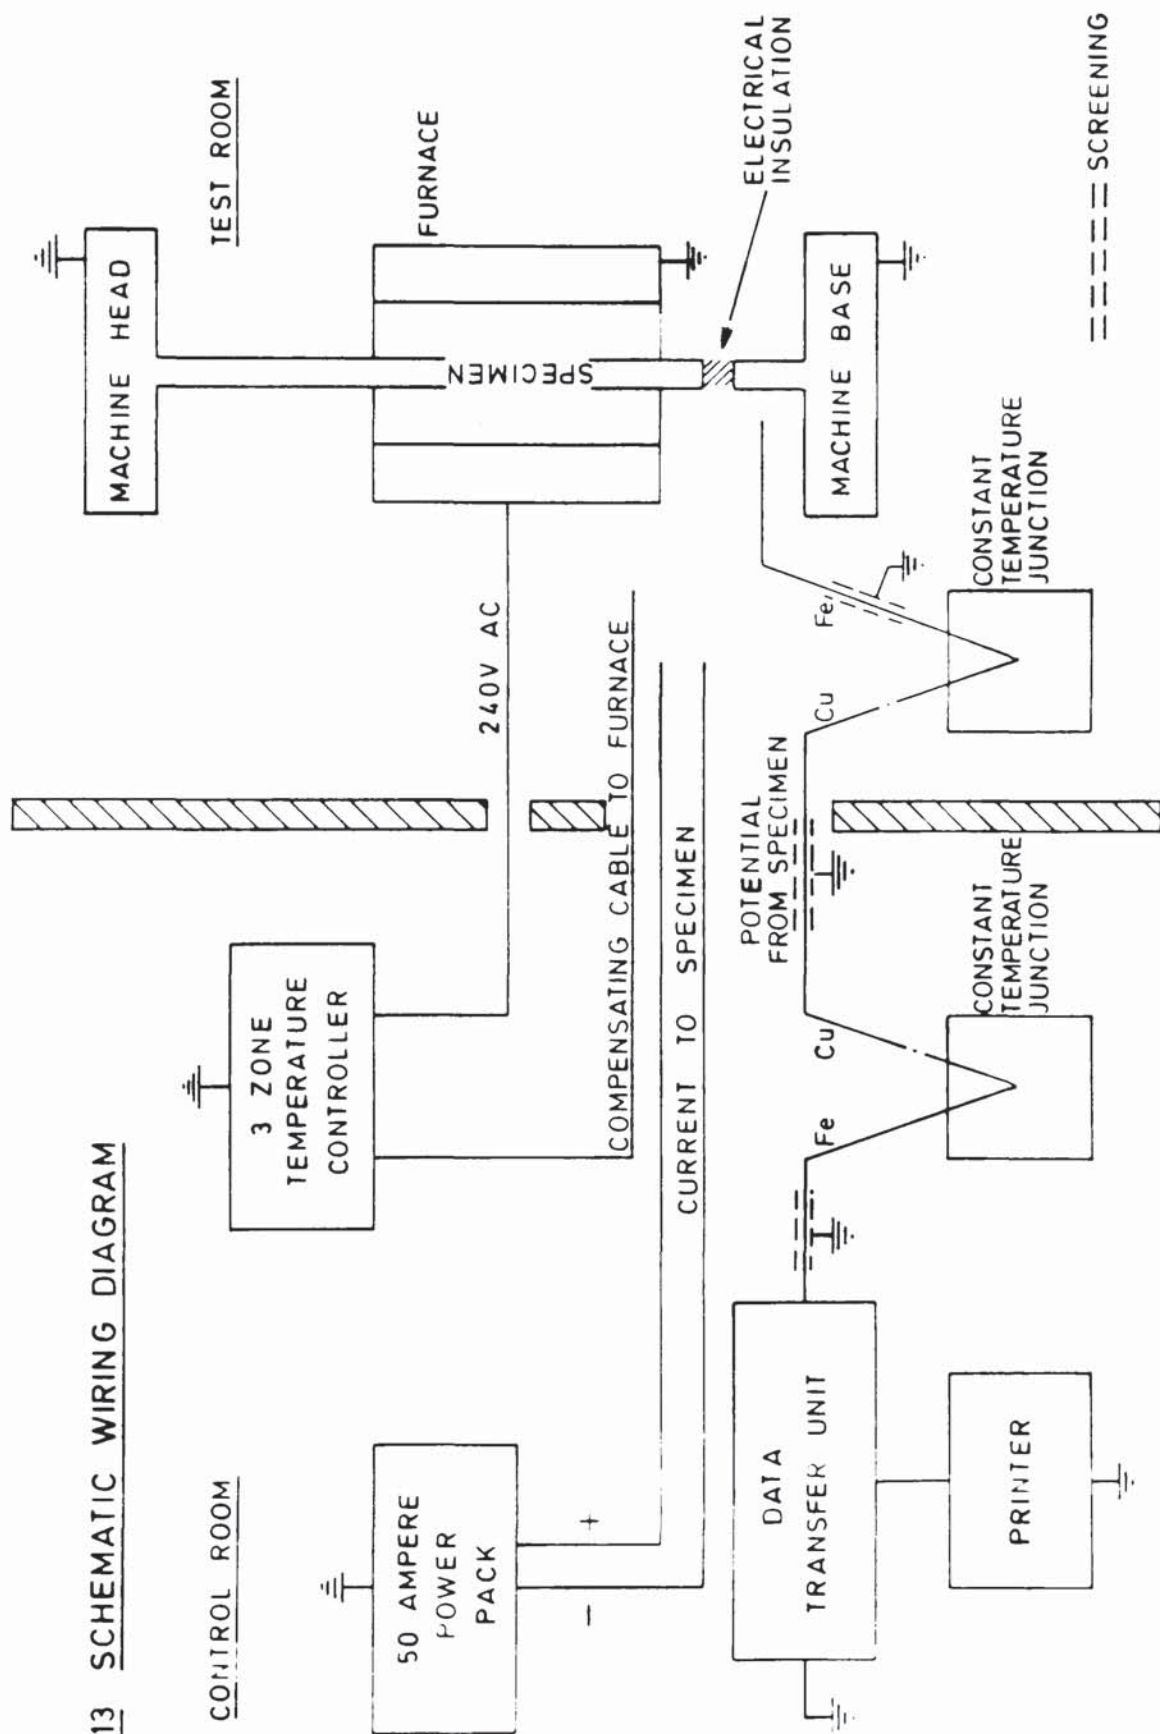 13 SCHEMATIC WIRING DIAGRAM
CONTROL ROOM
TEST ROOM
3 ZONE
TEMPERATURE
CONTROLLER
MACHINE HEAD
FURNACE
SPECIMEN
240V AC
50 AMPERE
POWER
PACK
+
-
COMPENSATING CABLE TO FURNACE
CURRENT TO SPECIMEN
ELECTRICAL
INSULATION
MACHINE BASE
POTENTIAL
FROM SPECIMEN
DATA
TRANSFER UNIT
Fe
Cu
Cu
Fe
PRINTER
CONSTANT
TEMPERATURE
JUNCTION
CONSTANT
TEMPERATURE
JUNCTION
SCREENING